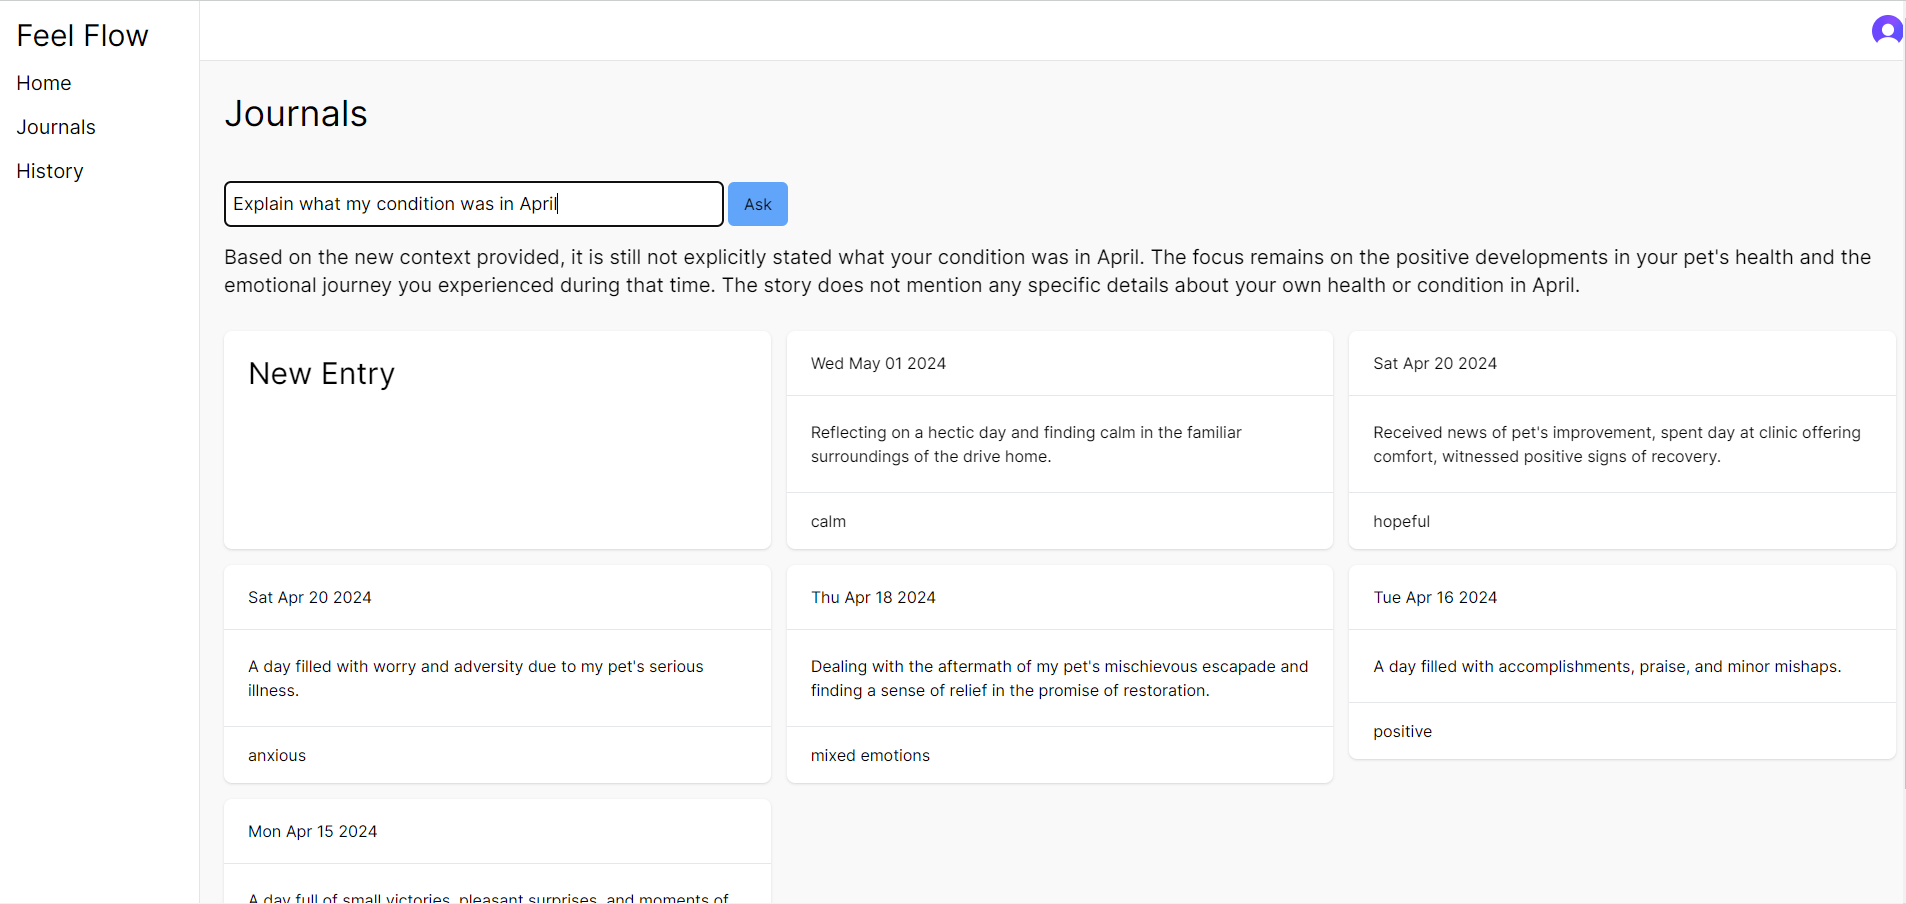 Feel Flow
Home
Journals
History
Journals
Explain what my condition was in April
Ask
Based on the new context provided, it is still not explicitly stated what your condition was in April. The focus remains on the positive developments in your pet's health and the
emotional journey you experienced during that time. The story does not mention any specific details about your own health or condition in April.
New Entry
Wed May 01 2024
Reflecting on a hectic day and finding calm in the familiar
surroundings of the drive home.
calm
Sat Apr 20 2024
Received news of pet's improvement, spent day at clinic offering
comfort, witnessed positive signs of recovery.
hopeful
Sat Apr 20 2024
A day filled with worry and adversity due to my pet's serious
illness.
anxious
Thu Apr 18 2024
Dealing with the aftermath of my pet's mischievous escapade and
finding a sense of relief in the promise of restoration.
mixed emotions
Tue Apr 16 2024
A day filled with accomplishments, praise, and minor mishaps.
positive
Mon Apr 15 2024
A day full of small victories, pleasant surprises, and moments of